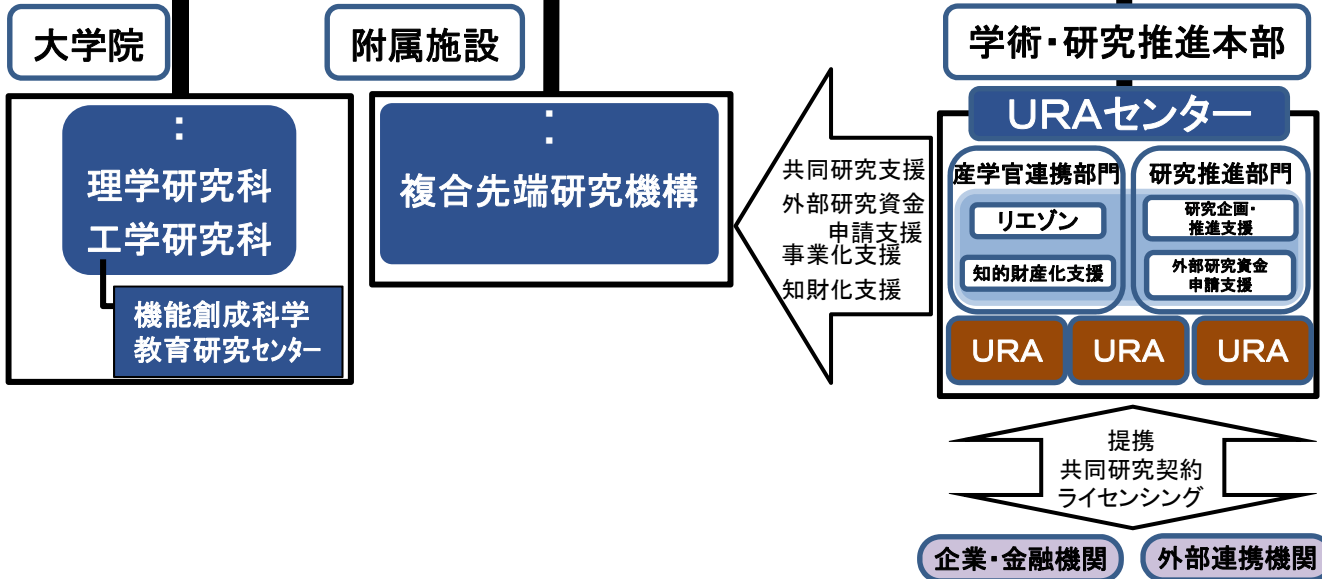 大学院
附属施設
学術・研究推進本部
:
理学研究科
工学研究科
機能創成科学
教育研究センター
:
複合先端研究機構
共同研究支援
外部研究資金
申請支援
事業化支援
知財化支援
URAセンター
産学官連携部門
リエゾン
知的財産化支援
研究推進部門
研究企画・
推進支援
外部研究資金
申請支援
URA
URA
URA
提携
共同研究契約
ライセンシング
企業・金融機関
外部連携機関